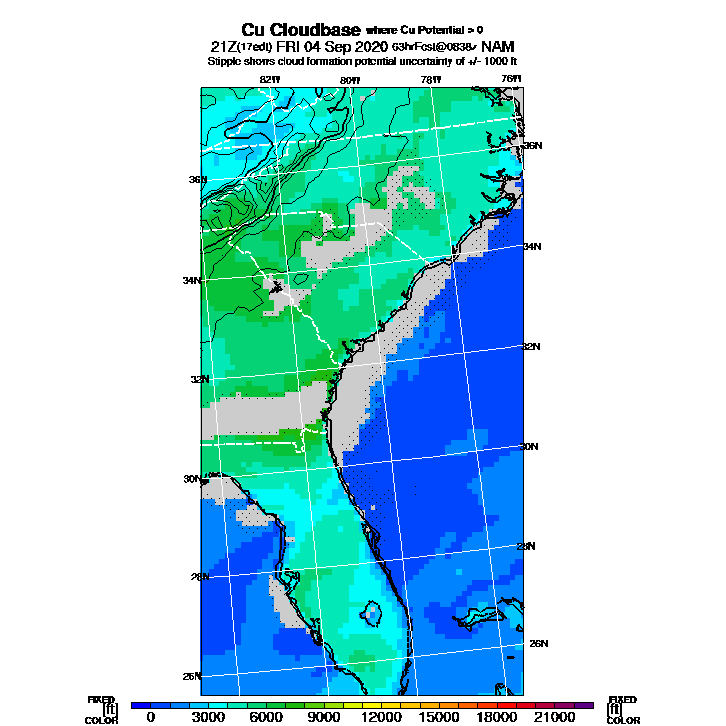 Cu Cloudbase where Cu Potential > 0
21Z(17edt) FRI 04 Sep 2020 63hrFcst@0838z NAM
Stipple shows cloud formation potential uncertainty of +/- 1000 ft
82W 80W 78W 76W
36N
36N
34N
34N
32N
32N
30N
30N
28N
28N
26N
26N
FIXED FIXED
[ft] [ft]
COLOR COLOR
0 3000 6000 9000 12000 15000 18000 21000